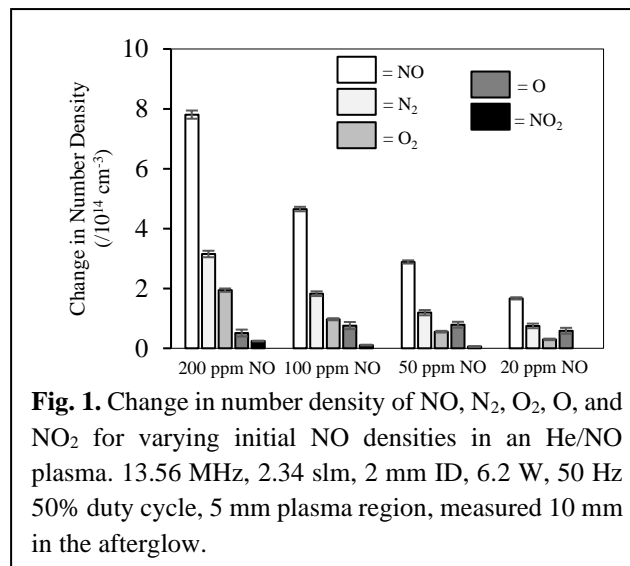 10
8
6
4
2
0
Change in Number Density
(/10¹⁴ cm⁻³)
= NO
= N₂
= O₂
= O
= NO₂
200 ppm NO 100 ppm NO 50 ppm NO 20 ppm NO
Fig. 1. Change in number density of NO, N₂, O₂, O, and
NO₂ for varying initial NO densities in an He/NO
plasma. 13.56 MHz, 2.34 slm, 2 mm ID, 6.2 W, 50 Hz
50% duty cycle, 5 mm plasma region, measured 10 mm
in the afterglow.